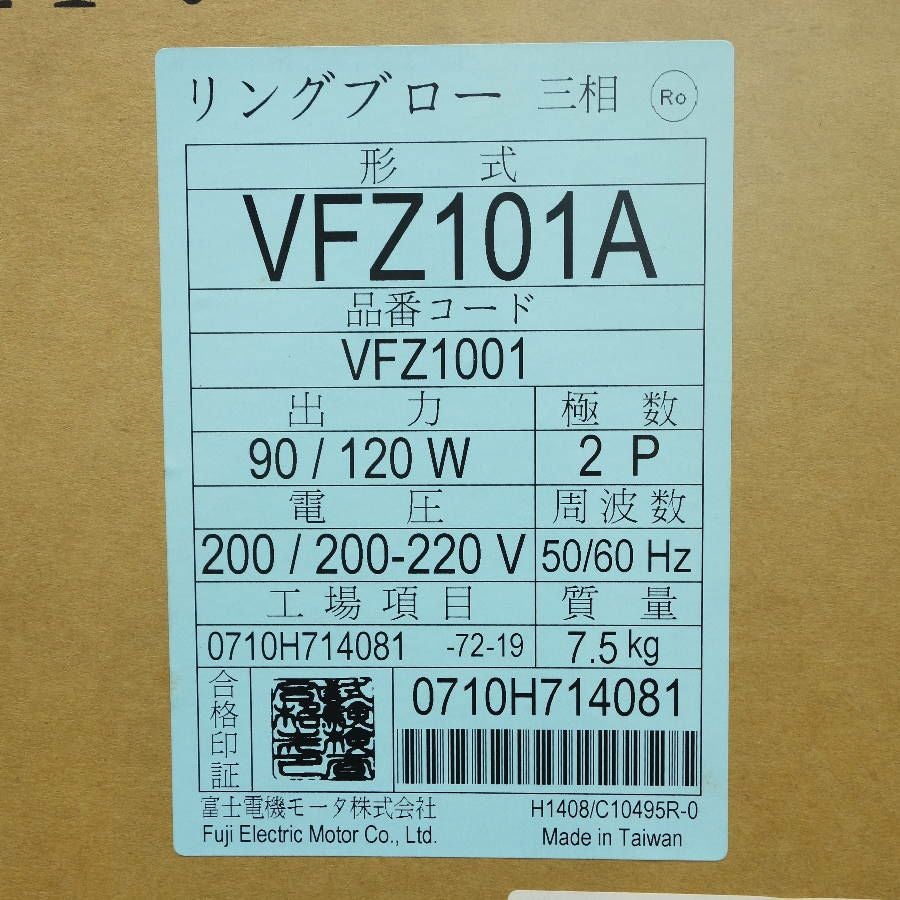 リングブロー 三相 Ro
形 式
VFZ101A
品番コード
VFZ1001
出 力 極 数
90 / 120 W 2 P
電 圧 周波数
200 / 200-220 V 50/60 Hz
工場項目 質 量
0710H714081 -72-19 7.5 kg
合格印証
0710H714081
富士電機モータ株式会社 H1408/C10495R-0
Fuji Electric Motor Co., Ltd. Made in Taiwan